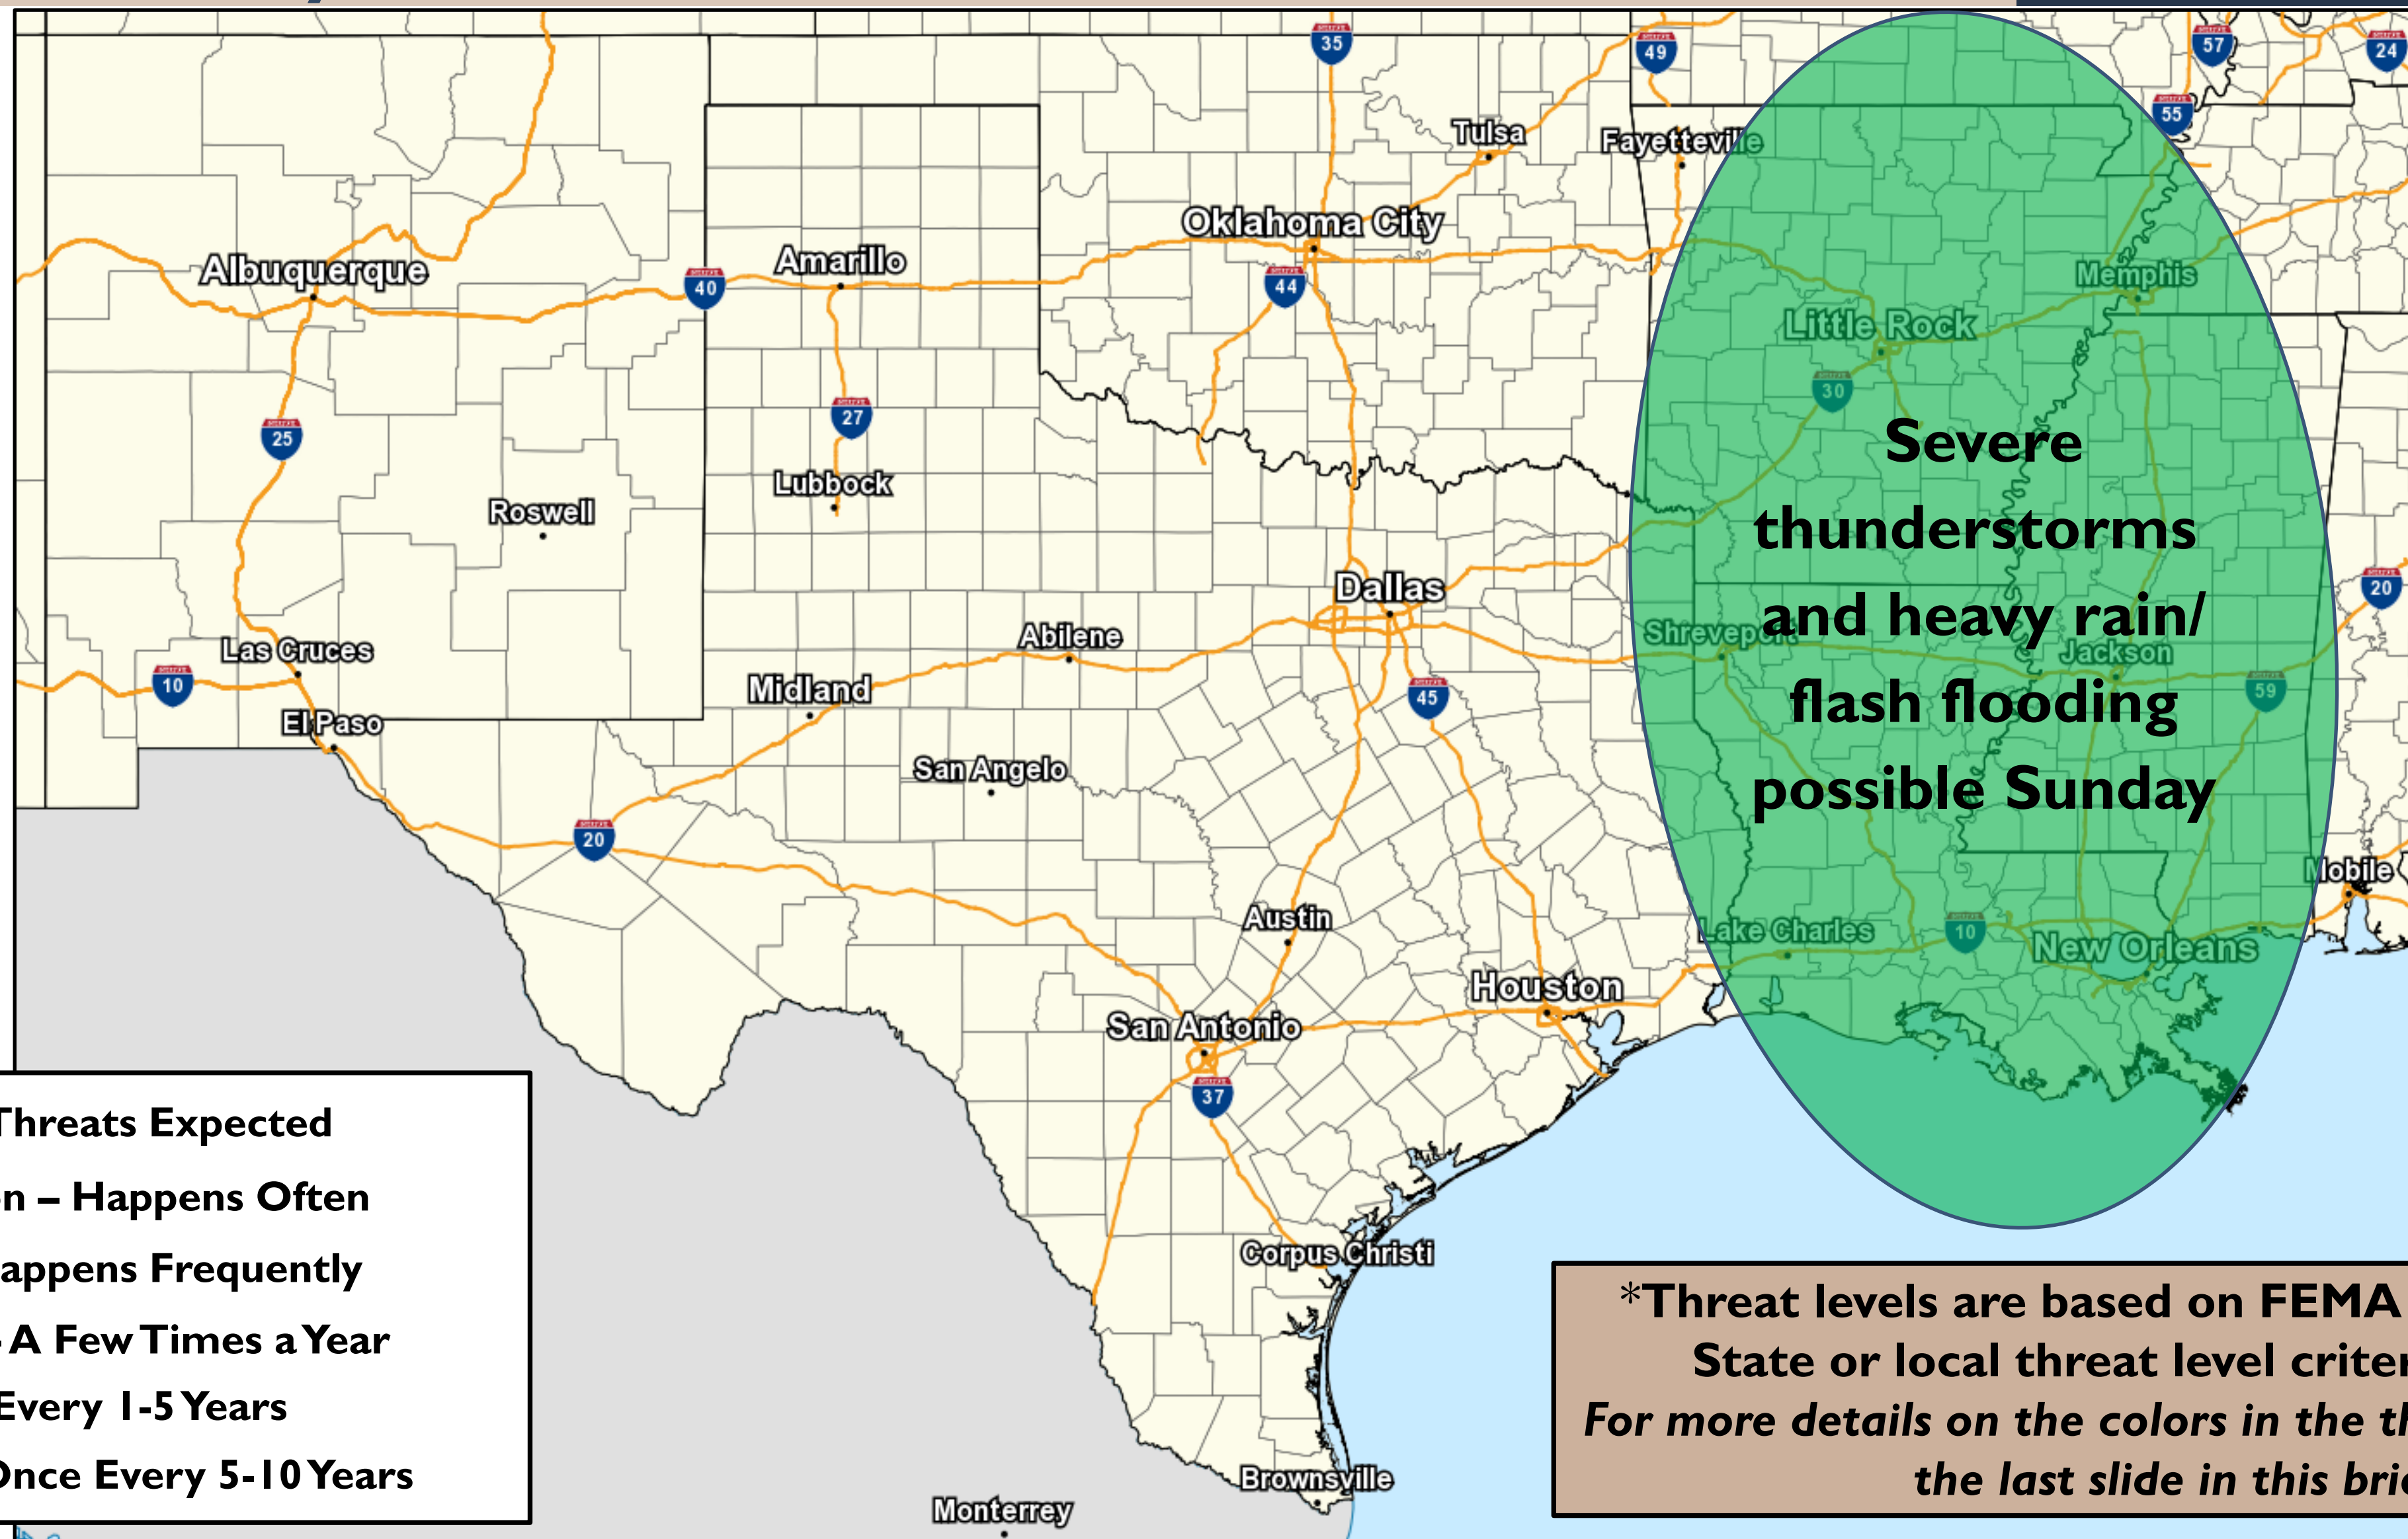 35
49
57
24
55
Tulsa
Fayetteville
Oklahoma City
Albuquerque
Amarillo
40
44
Memphis
Little Rock
30
27
25
Lubbock
Roswell
Severe
thunderstorms
and heavy rain/
flash flooding
possible Sunday
Dallas
20
Shreveport
Abilene
Las Cruces
Jackson
10
Midland
45
59
El Paso
San Angelo
20
Mobile
Austin
Lake Charles
10
New Orleans
Houston
San Antonio
37
Corpus Christi
Brownsville
Monterrey
Threats Expected
n – Happens Often
appens Frequently
- A Few Times a Year
Every 1-5 Years
Once Every 5-10 Years
*Threat levels are based on FEMA
State or local threat level criter
For more details on the colors in the th
the last slide in this brie